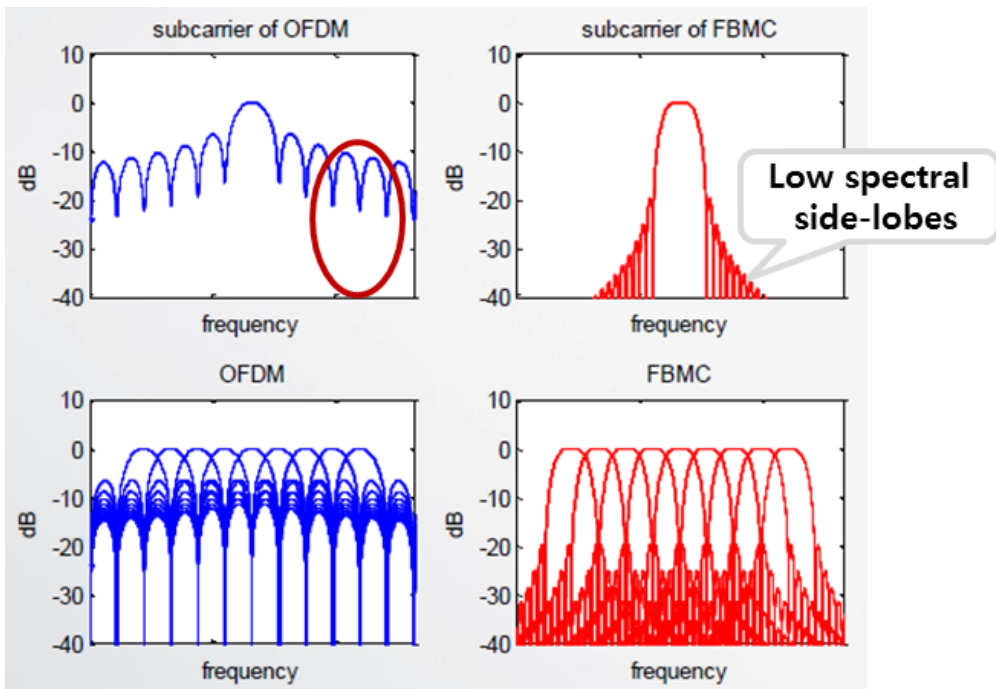 subcarrier of OFDM
10
0
-10
-20
-30
-40
dB
frequency
subcarrier of FBMC
10
0
-10
-20
-30
-40
dB
frequency
Low spectral
side-lobes
OFDM
10
0
-10
-20
-30
-40
dB
frequency
FBMC
10
0
-10
-20
-30
-40
dB
frequency